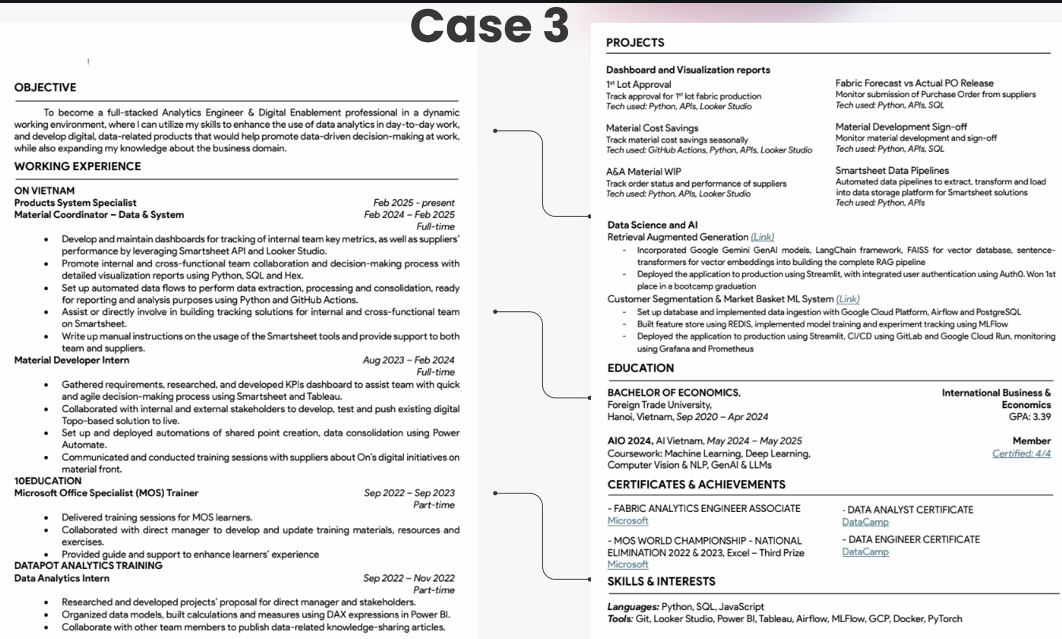 Case 3
OBJECTIVE
To become a full-stacked Analytics Engineer & Digital Enablement professional in a dynamic
working environment, where I can utilize my skills to enhance the use of data analytics in day-to-day work,
and develop digital, data-related products that would help promote data-driven decision-making at work,
while also expanding my knowledge about the business domain.
WORKING EXPERIENCE
ON VIETNAM
Products System Specialist Feb 2025 - present
Material Coordinator – Data & System Feb 2024 – Feb 2025
Full-time
• Develop and maintain dashboards for tracking of internal team key metrics, as well as suppliers'
performance by leveraging Smartsheet API and Looker Studio.
• Promote internal and cross-functional team collaboration and decision-making process with
detailed visualization reports using Python, SQL and Hex.
• Set up automated data flows to perform data extraction, processing and consolidation, ready
for reporting and analysis purposes using Python and GitHub Actions.
• Assist or directly involve in building tracking solutions for internal and cross-functional team
on Smartsheet.
• Write up manual instructions on the usage of the Smartsheet tools and provide support to both
team and suppliers.
Material Developer Intern Aug 2023 – Feb 2024
Full-time
• Gathered requirements, researched, and developed KPIs dashboard to assist team with quick
and agile decision-making process using Smartsheet and Tableau.
• Collaborated with internal and external stakeholders to develop, test and push existing digital
Topo-based solution to live.
• Set up and deployed automations of shared point creation, data consolidation using Power
Automate.
• Communicated and conducted training sessions with suppliers about On's digital initiatives on
material front.
10EDUCATION
Microsoft Office Specialist (MOS) Trainer Sep 2022 – Sep 2023
Part-time
• Delivered training sessions for MOS learners.
• Collaborated with direct manager to develop and update training materials, resources and
exercises.
• Provided guide and support to enhance learners' experience
DATAPOT ANALYTICS TRAINING
Data Analytics Intern Sep 2022 – Nov 2022
Part-time
• Researched and developed projects' proposal for direct manager and stakeholders.
• Organized data models, built calculations and measures using DAX expressions in Power BI.
• Collaborate with other team members to publish data-related knowledge-sharing articles.
PROJECTS
Dashboard and Visualization reports
1st Lot Approval
Track approval for 1st lot fabric production
Tech used: Python, APIs, Looker Studio
Fabric Forecast vs Actual PO Release
Monitor submission of Purchase Order from suppliers
Tech used: Python, APIs, SQL
Material Cost Savings
Track material cost savings seasonally
Tech used: GitHub Actions, Python, APIs, Looker Studio
Material Development Sign-off
Monitor material development and sign-off
Tech used: Python, APIs, SQL
A&A Material WIP
Track order status and performance of suppliers
Tech used: Python, APIs, Looker Studio
Smartsheet Data Pipelines
Automated data pipelines to extract, transform and load
into data storage platform for Smartsheet solutions
Tech used: Python, APIs
Data Science and AI
Retrieval Augmented Generation (Link)
- Incorporated Google Gemini GenAI models, LangChain framework, FAISS for vector database, sentence-
transformers for vector embeddings into building the complete RAG pipeline
- Deployed the application to production using Streamlit, with integrated user authentication using Auth0. Won 1st
place in a bootcamp graduation
Customer Segmentation & Market Basket ML System (Link)
- Set up database and implemented data ingestion with Google Cloud Platform, Airflow and PostgreSQL
- Built feature store using REDIS, implemented model training and experiment tracking using MLFlow
- Deployed the application to production using Streamlit, CI/CD using GitLab and Google Cloud Run, monitoring
using Grafana and Prometheus
EDUCATION
BACHELOR OF ECONOMICS, International Business &
Foreign Trade University, Economics
Hanoi, Vietnam, Sep 2020 – Apr 2024 GPA: 3.39
AIO 2024, AI Vietnam, May 2024 – May 2025 Member
Coursework: Machine Learning, Deep Learning, Certified: 4/4
Computer Vision & NLP, GenAI & LLMs
CERTIFICATES & ACHIEVEMENTS
- FABRIC ANALYTICS ENGINEER ASSOCIATE
Microsoft
- DATA ANALYST CERTIFICATE
DataCamp
- MOS WORLD CHAMPIONSHIP - NATIONAL
ELIMINATION 2022 & 2023, Excel – Third Prize
Microsoft
- DATA ENGINEER CERTIFICATE
DataCamp
SKILLS & INTERESTS
Languages: Python, SQL, JavaScript
Tools: Git, Looker Studio, Power BI, Tableau, Airflow, MLFlow, GCP, Docker, PyTorch